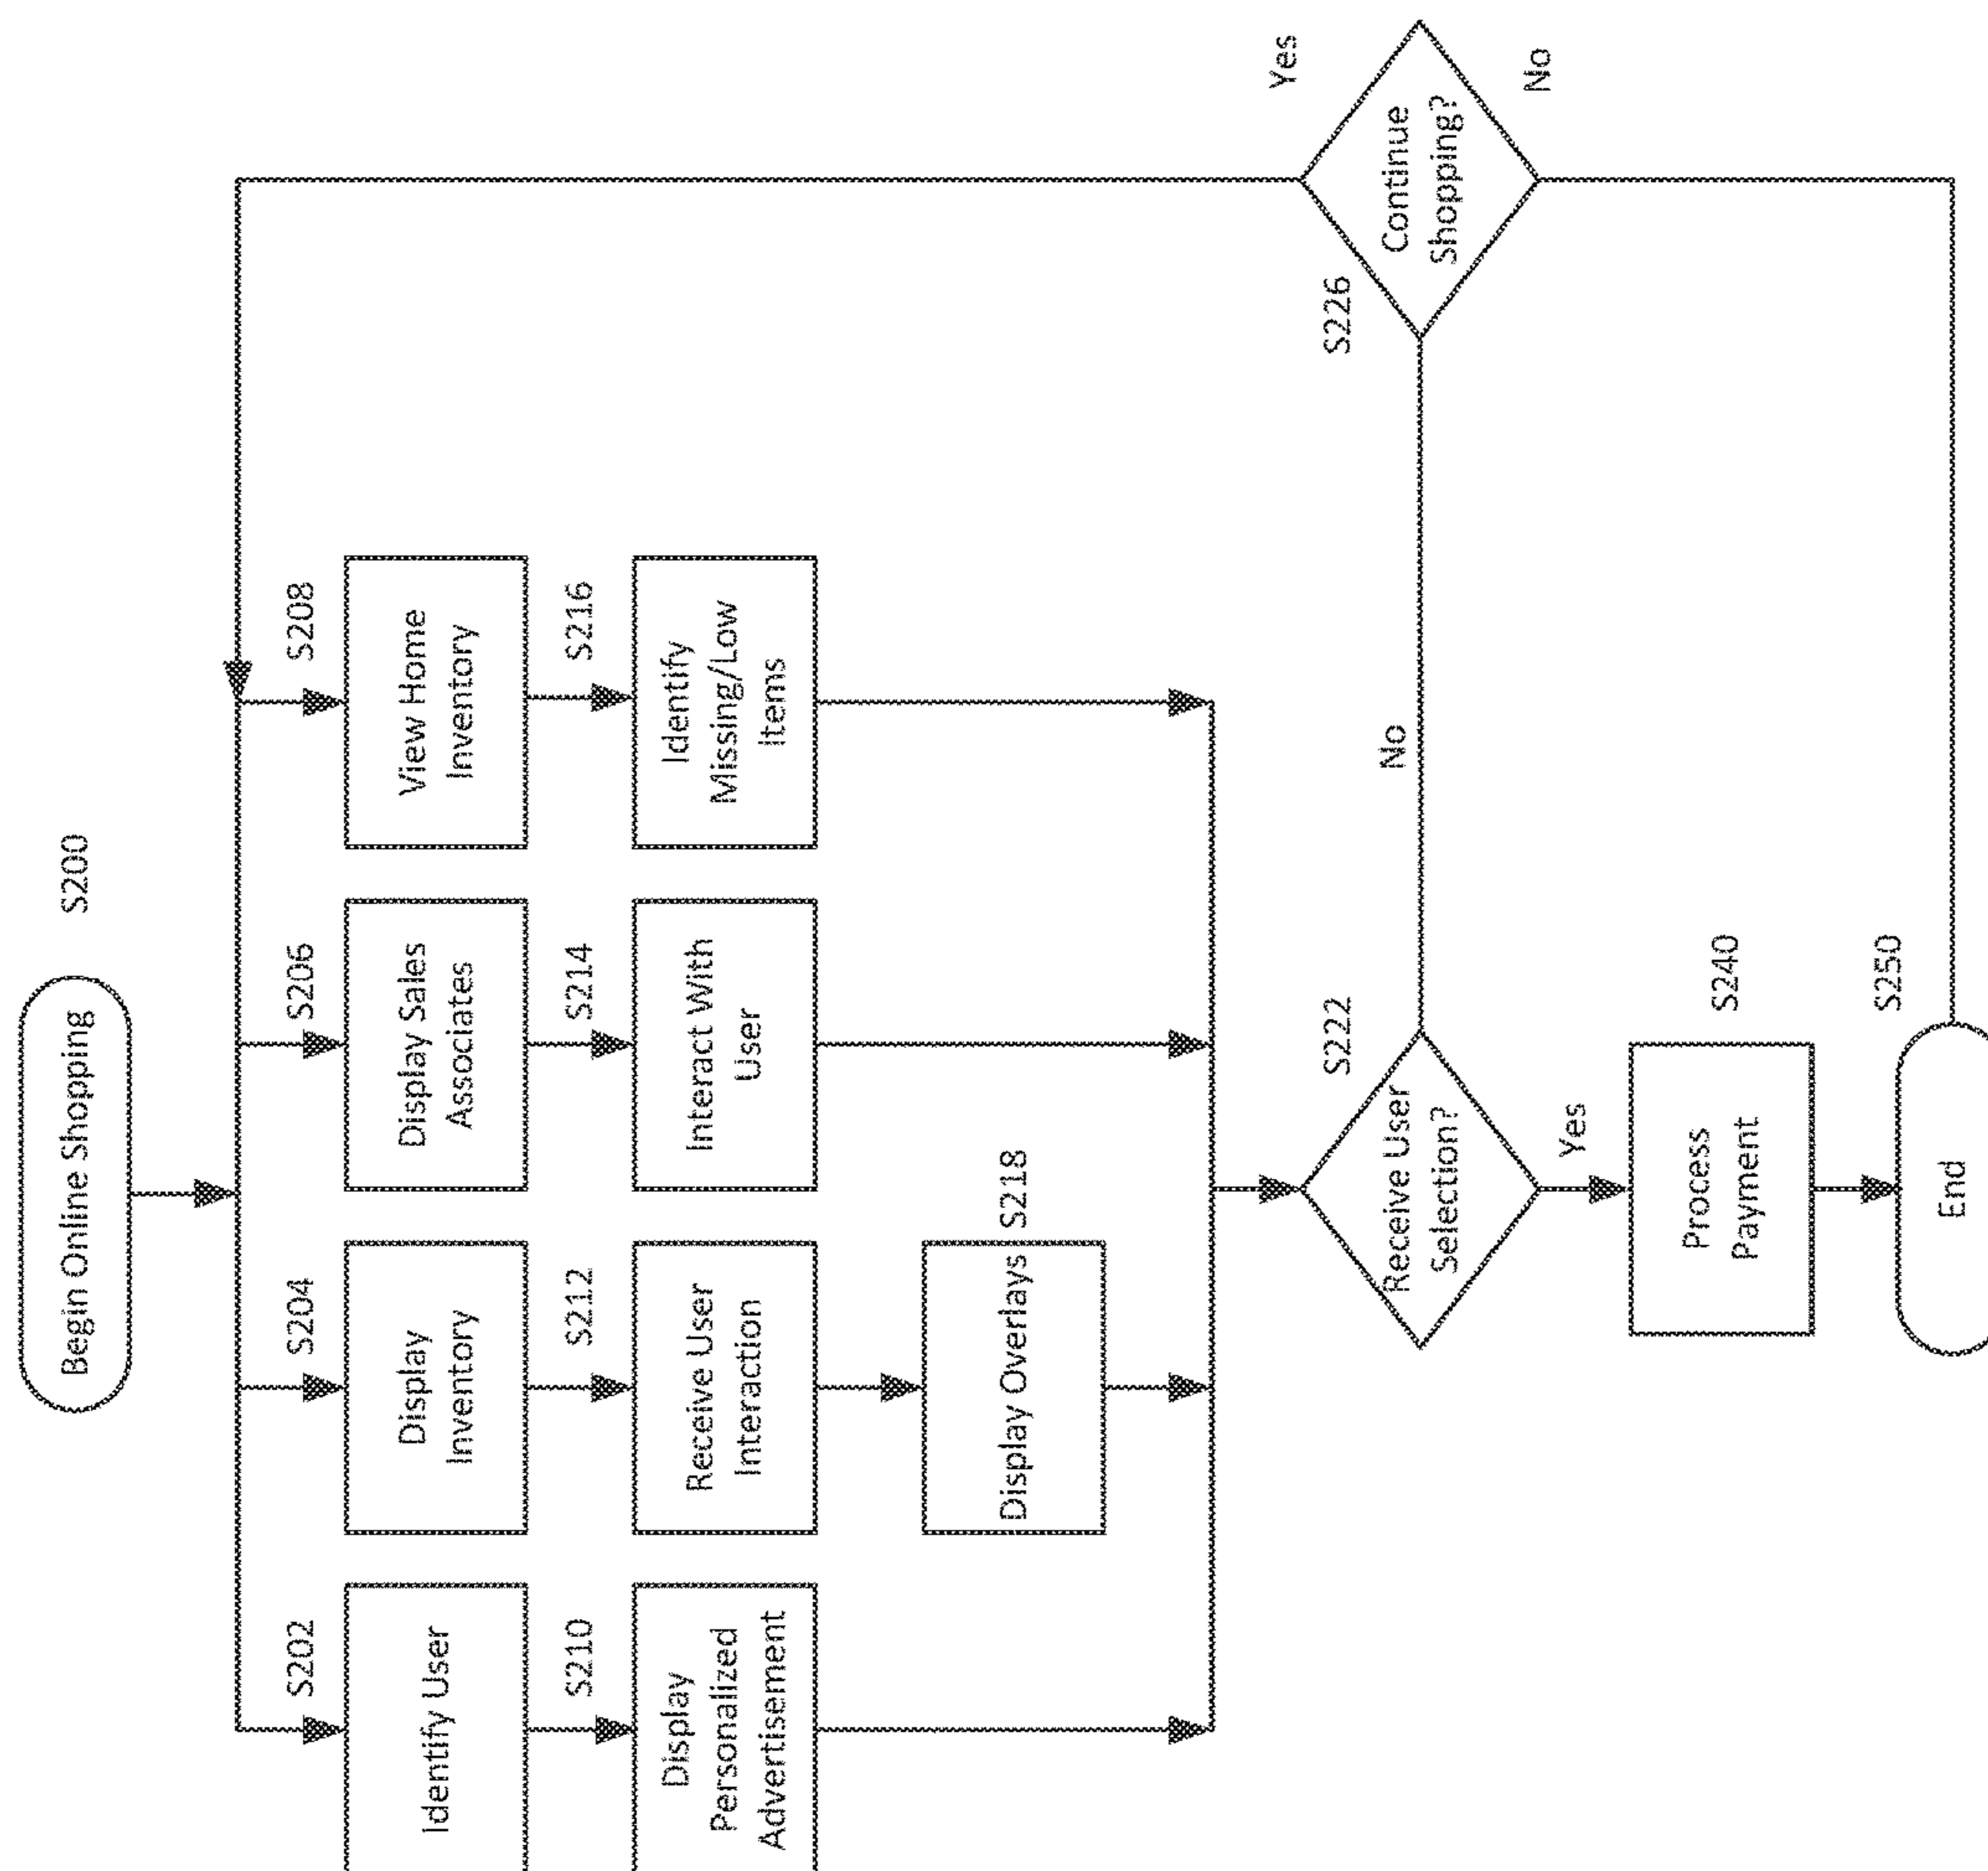 Begin Online Shopping
S200
S202
S204
S206
S208
Identify User
Display
Inventory
Display Sales
Associates
View Home
Inventory
S210
S212
S214
S216
Display
Personalized
Advertisement
Receive User
Interaction
Interact With
User
Identify
Missing/Low
Items
Display Overlays
S218
S222
Receive User
Selection?
No
S226
Continue
Shopping?
Yes
No
Yes
S240
Process
Payment
S250
End